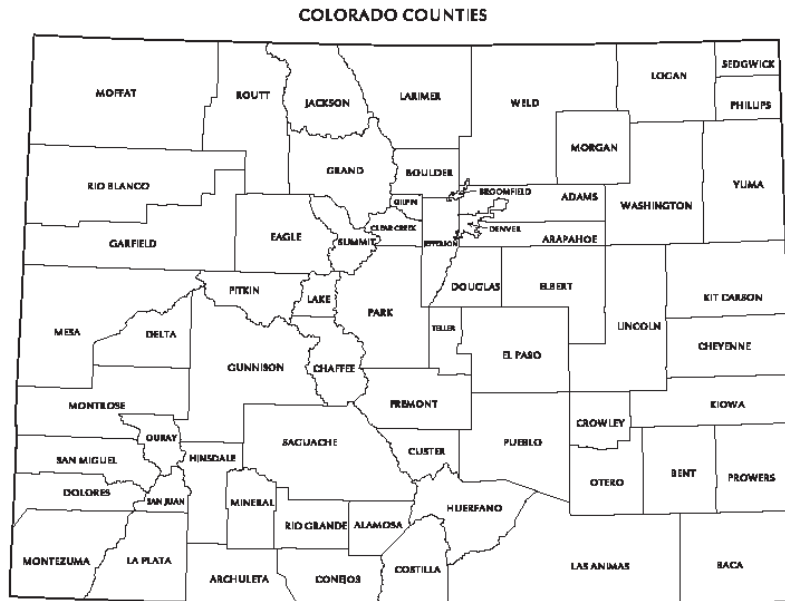 COLORADO COUNTIES
MOFFAT
ROUTT
JACKSON
LARIMER
WELD
LOGAN
SEDGWICK
PHILLIPS
MORGAN
GRAND
BOULDER
RIO BLANCO
BROOMFIELD
ADAMS
YUMA
GILPIN
WASHINGTON
CLEAR CREEK
DENVER
GARFIELD
EAGLE
SUMMIT
JEFFERSON
ARAPAHOE
PITKIN
LAKE
DOUGLAS
ELBERT
KIT CARSON
PARK
MESA
DELTA
TELLER
LINCOLN
CHEYENNE
GUNNISON
CHAFFEE
EL PASO
MONTROSE
FREMONT
KIOWA
CROWLEY
OURAY
SAGUACHE
CUSTER
PUEBLO
SAN MIGUEL
HINSDALE
BENT
PROWERS
OTERO
DOLORES
SAN JUAN
MINERAL
HUERFANO
RIO GRANDE
ALAMOSA
MONTEZUMA
LA PLATA
COSTILLA
LAS ANIMAS
BACA
ARCHULETA
CONEJOS